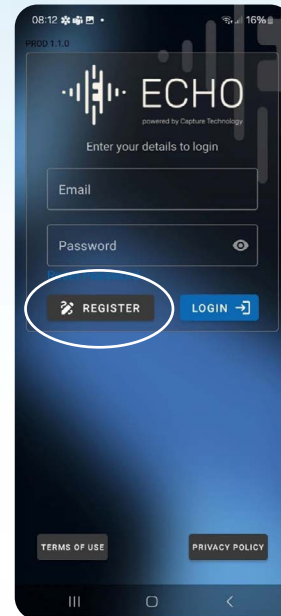 08:12 16%
PROD 1.1.0
ECHO
powered by Capture Technology
Enter your details to login
Email
Password
REGISTER
LOGIN
TERMS OF USE
PRIVACY POLICY